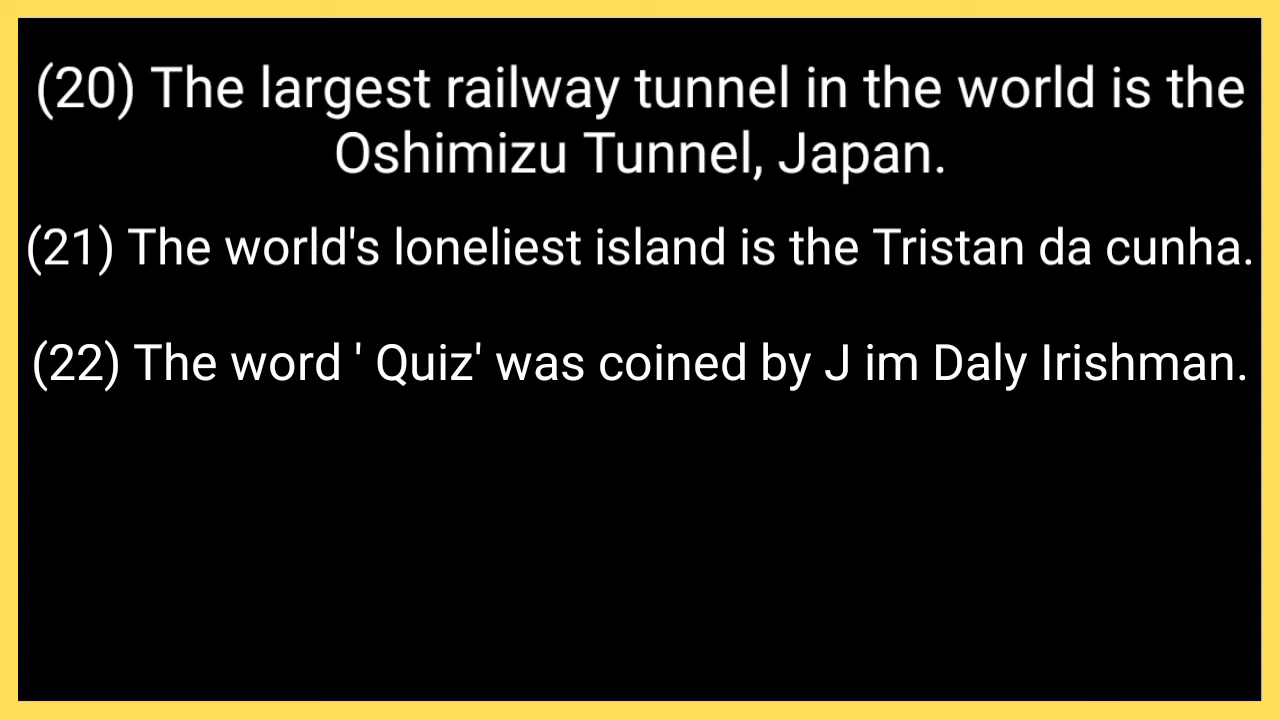 (20) The largest railway tunnel in the world is the
Oshimizu Tunnel, Japan.
(21) The world's loneliest island is the Tristan da cunha.
(22) The word ' Quiz' was coined by J im Daly Irishman.